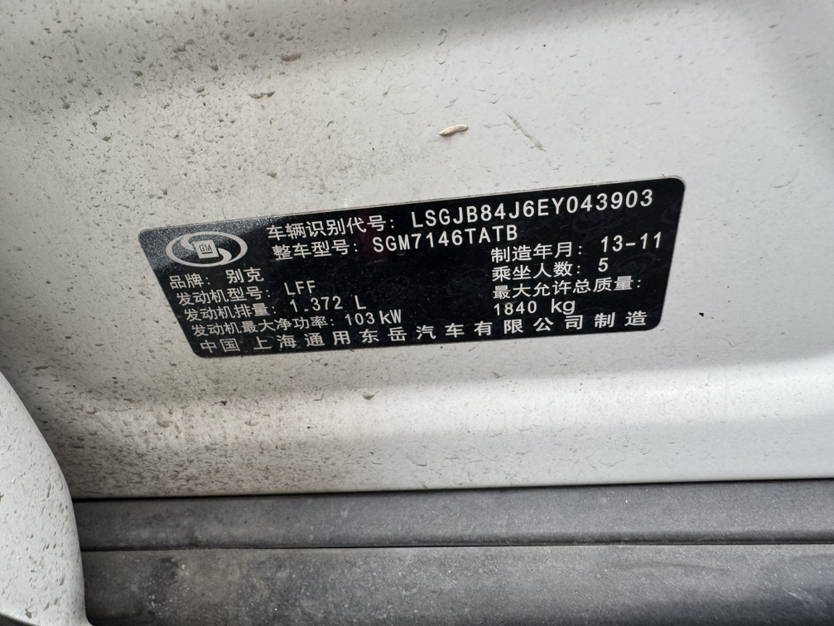 车辆识别代号: LSGJB84J6EY043903
整车型号: SGM7146TATB
GM
品牌: 别克
制造年月: 13-11
发动机型号: LFF
乘坐人数: 5
发动机排量: 1.372 L
最大允许总质量:
1840 kg
发动机最大净功率: 103kW
中国 上海通用东岳汽车有限公司制造